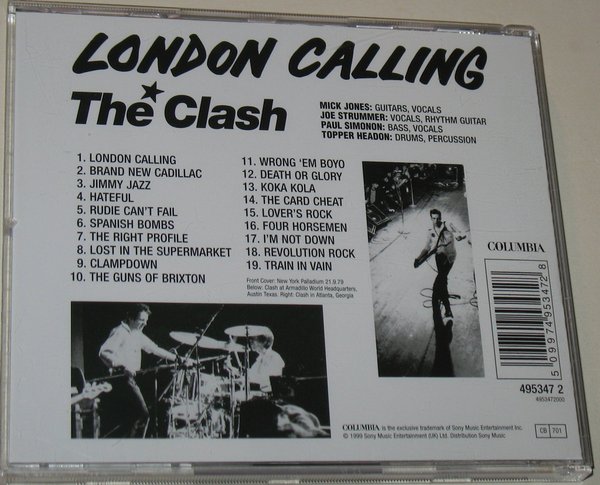 LONDON CALLING
The Clash
MICK JONES: GUITARS, VOCALS
JOE STRUMMER: VOCALS, RHYTHM GUITAR
PAUL SIMONON: BASS, VOCALS
TOPPER HEADON: DRUMS, PERCUSSION
1. LONDON CALLING
2. BRAND NEW CADILLAC
3. JIMMY JAZZ
4. HATEFUL
5. RUDIE CAN'T FAIL
6. SPANISH BOMBS
7. THE RIGHT PROFILE
8. LOST IN THE SUPERMARKET
9. CLAMPDOWN
10. THE GUNS OF BRIXTON
11. WRONG 'EM BOYO
12. DEATH OR GLORY
13. KOKA KOLA
14. THE CARD CHEAT
15. LOVER'S ROCK
16. FOUR HORSEMEN
17. I'M NOT DOWN
18. REVOLUTION ROCK
19. TRAIN IN VAIN
Front Cover: New York Palladium 21.9.79
Below: Clash at Armadillo World Headquarters,
Austin Texas. Right: Clash in Atlanta, Georgia
COLUMBIA
5 099749 534728
495347 2
4953472000
COLUMBIA is the exclusive trademark of Sony Music Entertainment Inc.
© 1999 Sony Music Entertainment (UK) Ltd. Distribution Sony Music
CB 701